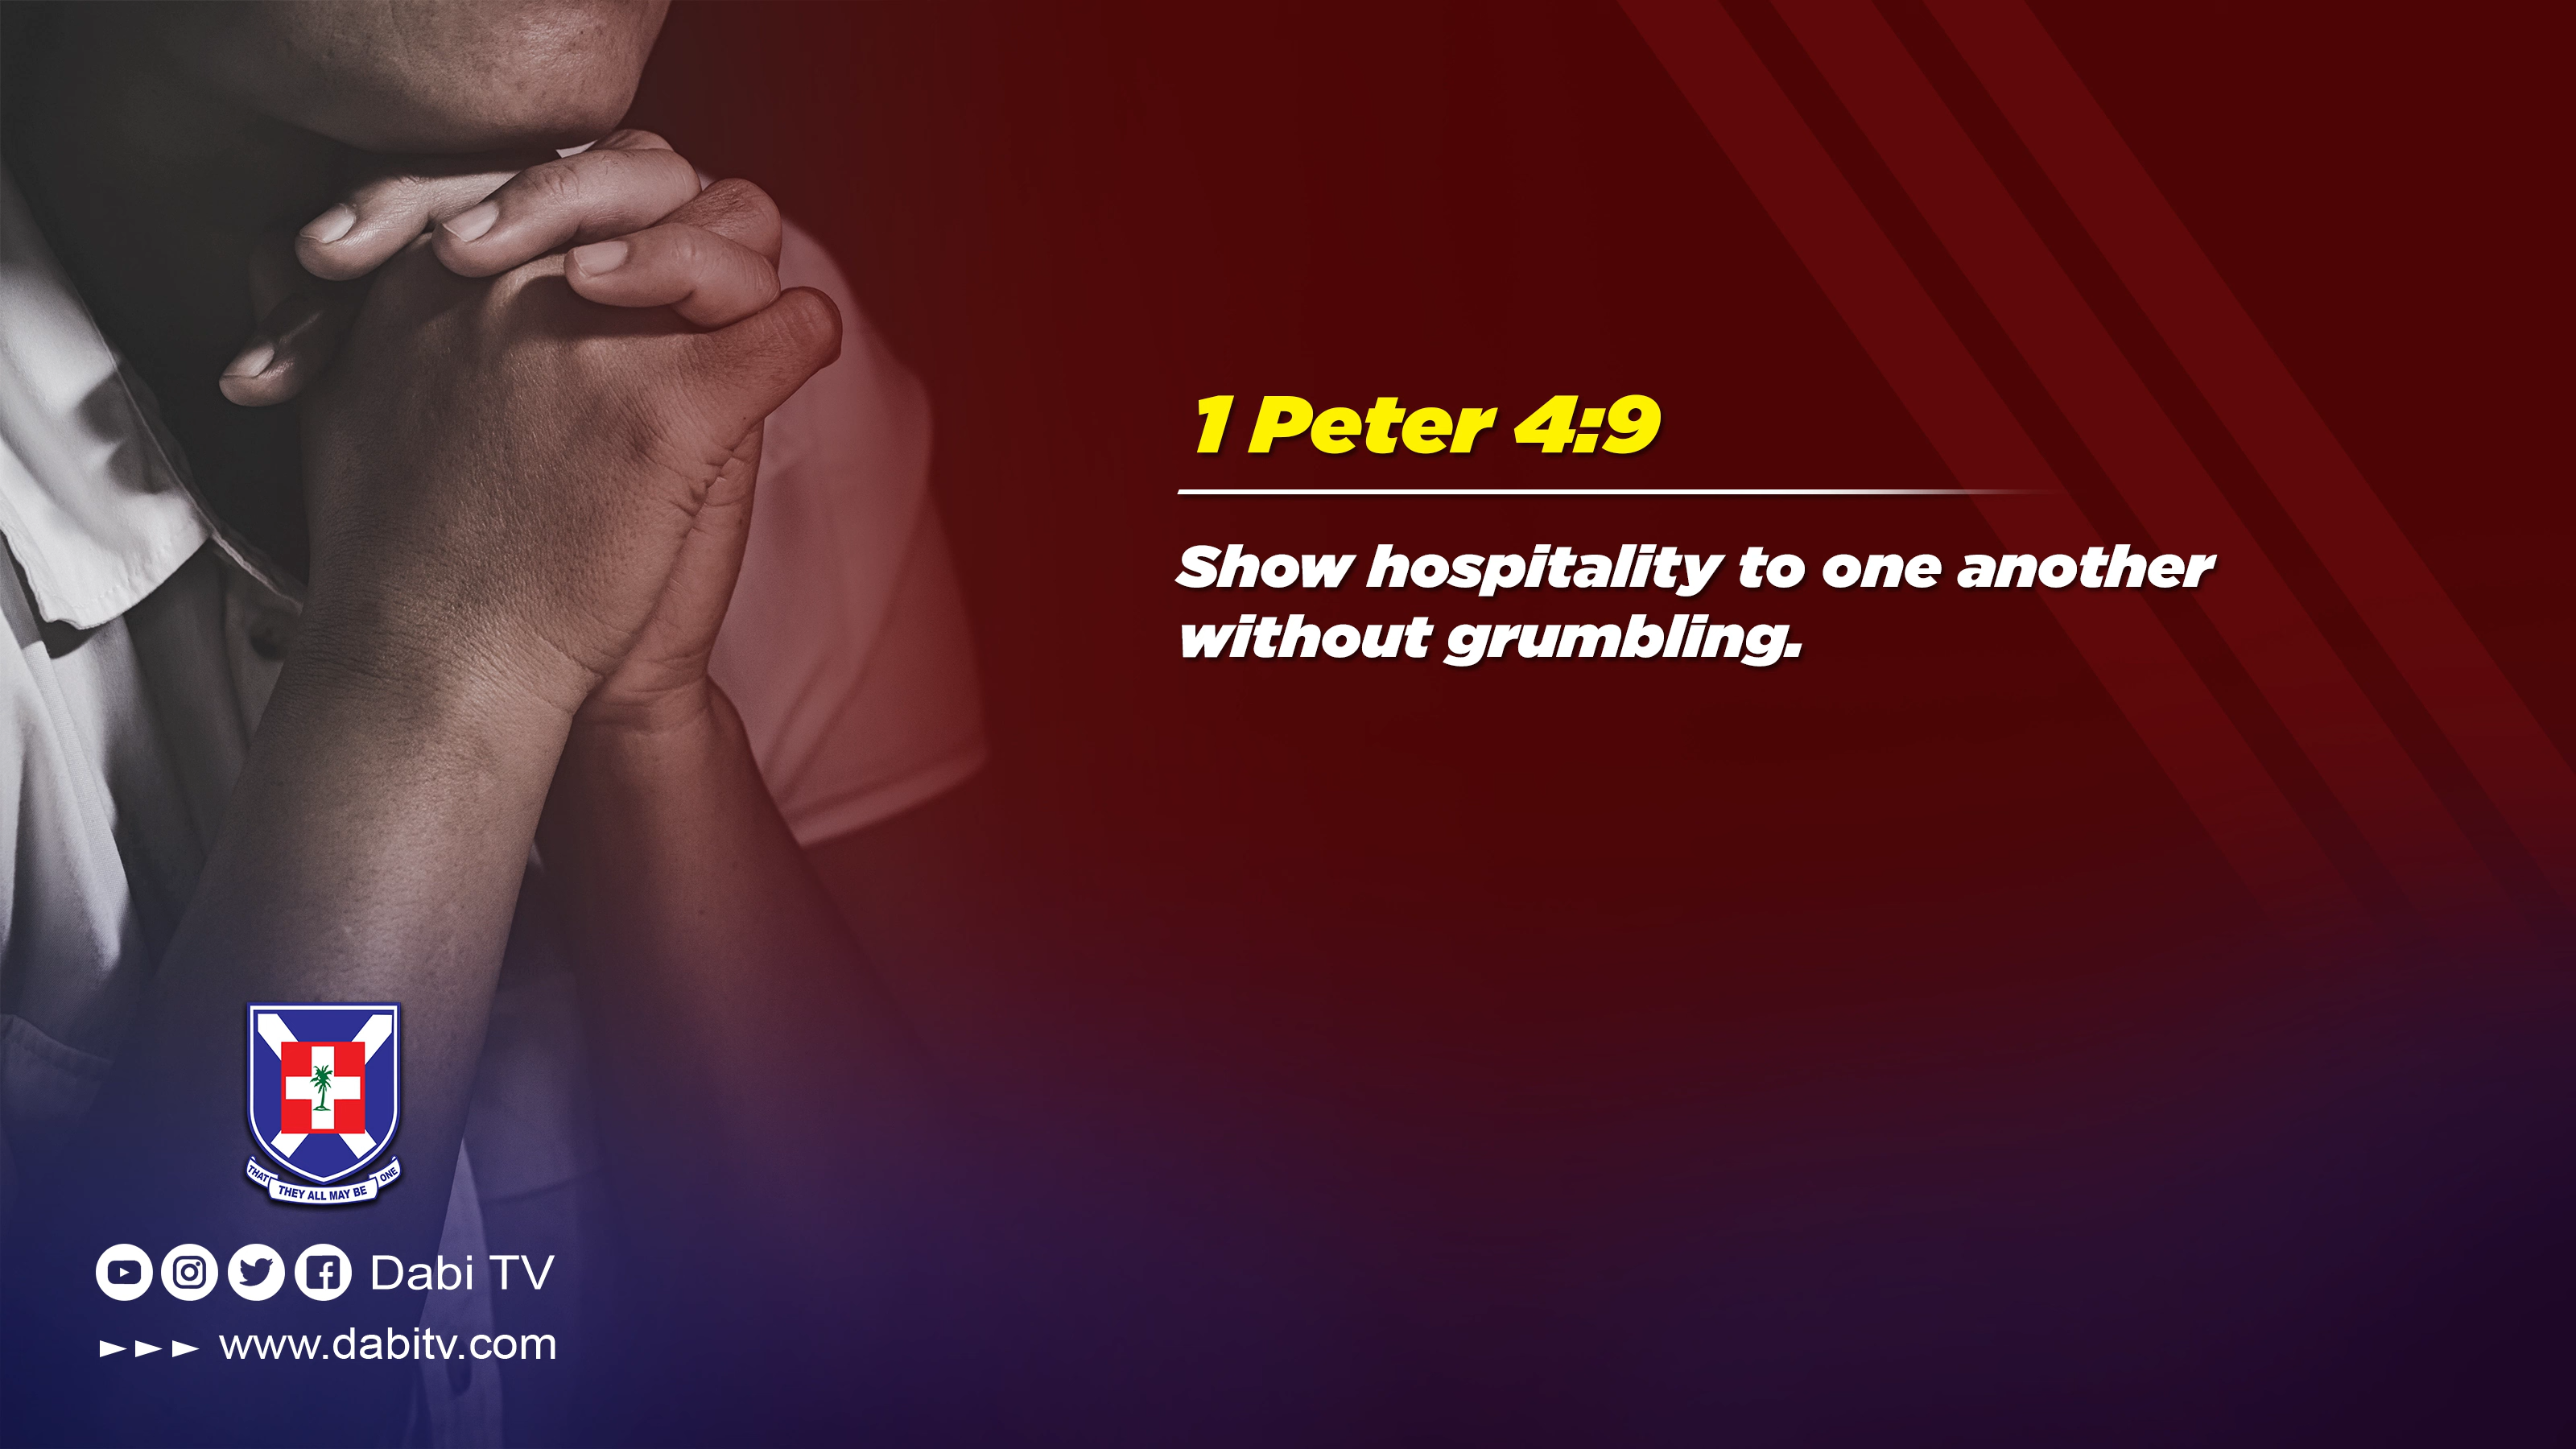 1 Peter 4:9
Show hospitality to one another
without grumbling.
THAT THEY ALL MAY BE ONE
Dabi TV
www.dabitv.com